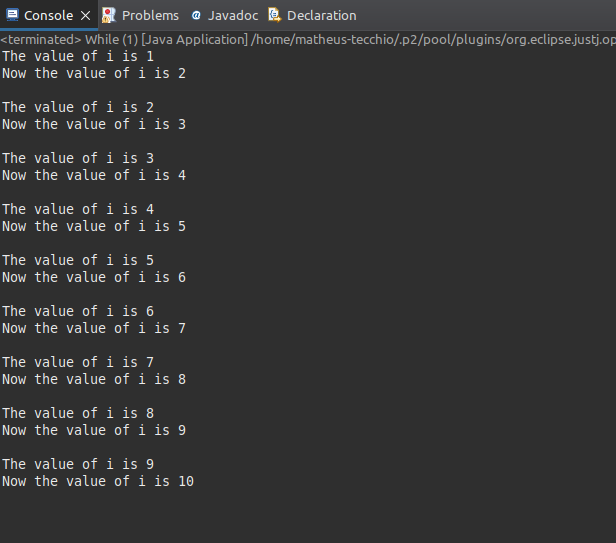 Console Problems Javadoc Declaration
<terminated> While (1) [Java Application] /home/matheus-tecchio/.p2/pool/plugins/org.eclipse.justj.op
The value of i is 1
Now the value of i is 2
The value of i is 2
Now the value of i is 3
The value of i is 3
Now the value of i is 4
The value of i is 4
Now the value of i is 5
The value of i is 5
Now the value of i is 6
The value of i is 6
Now the value of i is 7
The value of i is 7
Now the value of i is 8
The value of i is 8
Now the value of i is 9
The value of i is 9
Now the value of i is 10